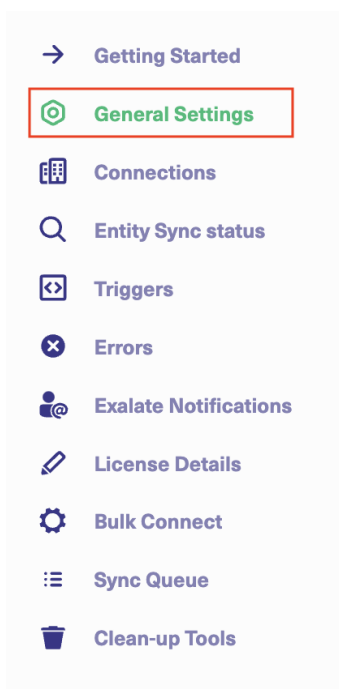 Getting Started
General Settings
Connections
Entity Sync status
Triggers
Errors
Exalate Notifications
License Details
Bulk Connect
Sync Queue
Clean-up Tools